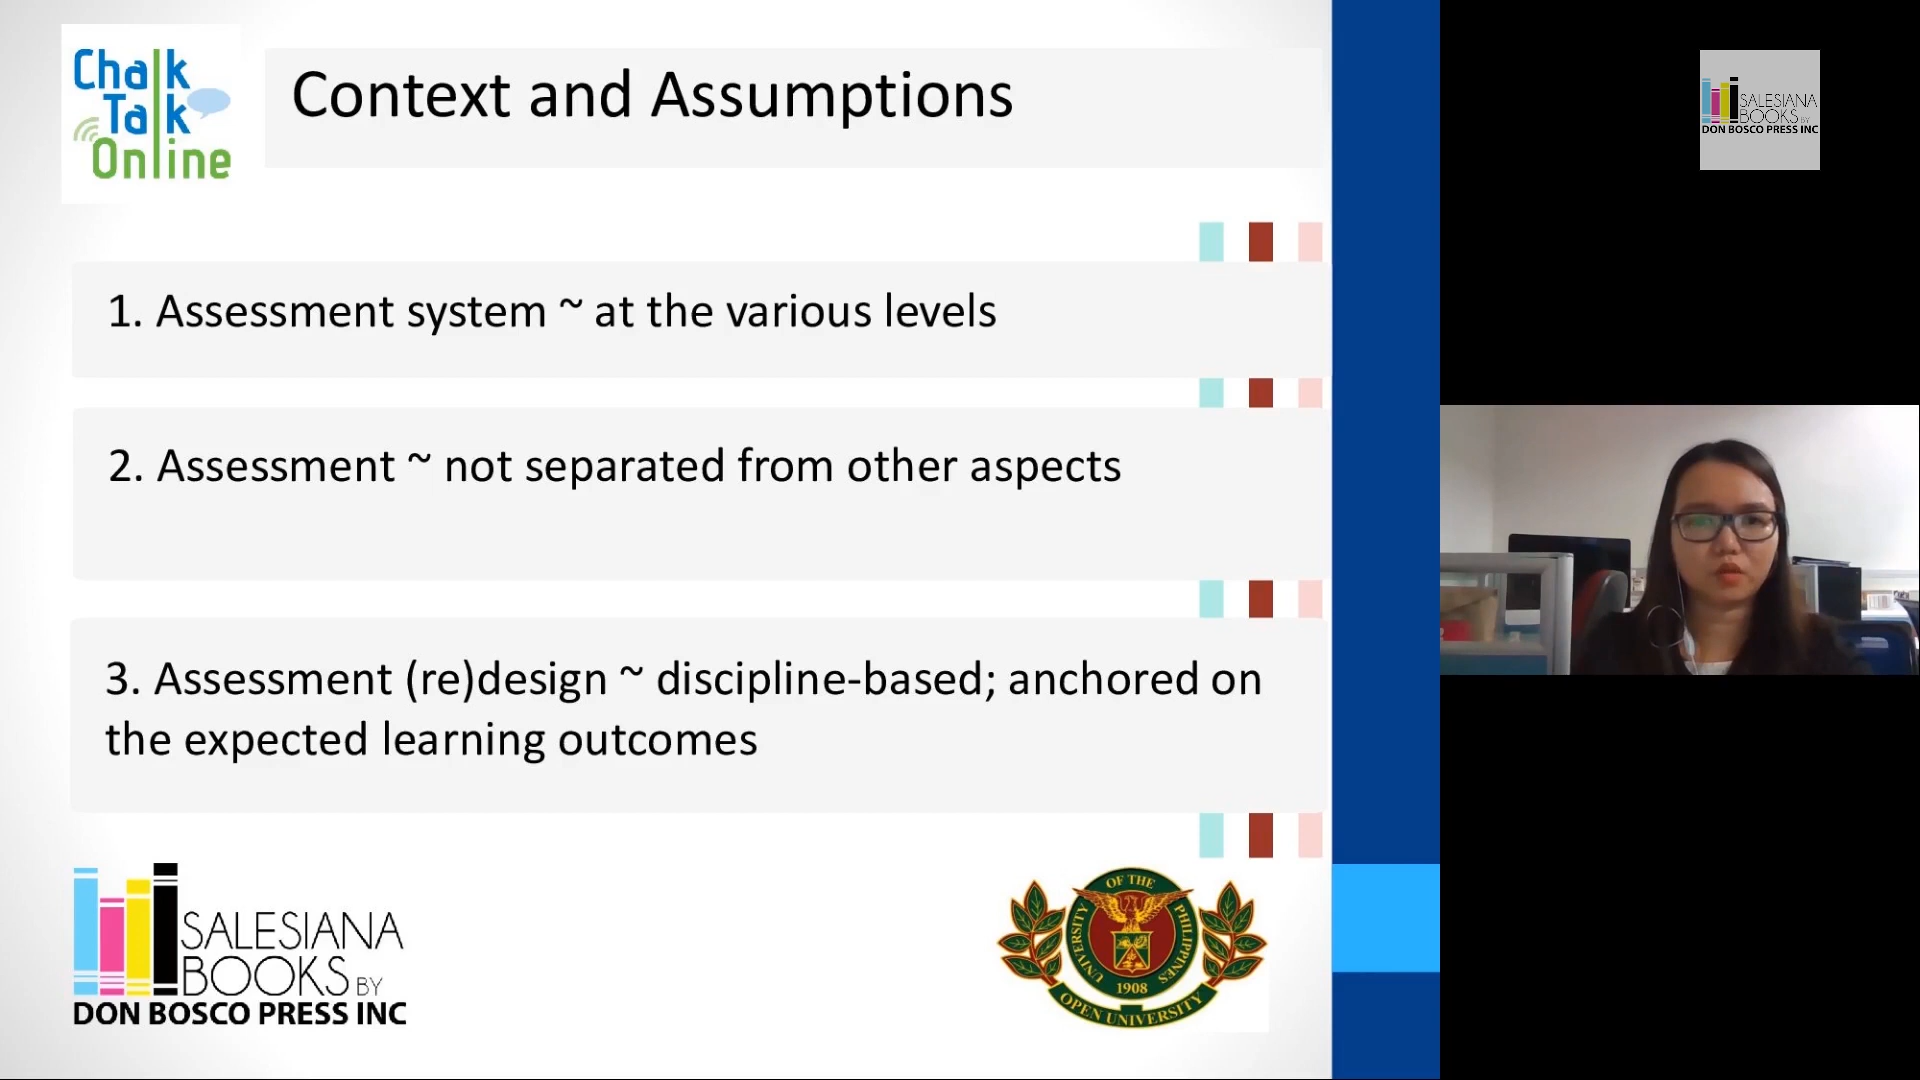 Chalk
Talk
Online
Context and Assumptions
1. Assessment system ~ at the various levels
2. Assessment ~ not separated from other aspects
3. Assessment (re)design ~ discipline-based; anchored on
the expected learning outcomes
SALESIANA
BOOKS BY
DON BOSCO PRESS INC
UNIVERSITY OF THE PHILIPPINES
1908
OPEN UNIVERSITY
SALESIANA
BOOKS BY
DON BOSCO PRESS INC